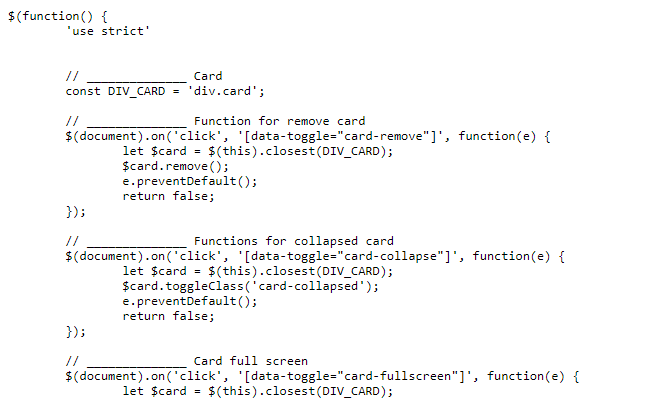 $(function() {
	'use strict'
	// ______________ Card
	const DIV_CARD = 'div.card';
	// ______________ Function for remove card
	$(document).on('click', '[data-toggle="card-remove"]', function(e) {
		let $card = $(this).closest(DIV_CARD);
		$card.remove();
		e.preventDefault();
		return false;
	});
	// ______________ Functions for collapsed card
	$(document).on('click', '[data-toggle="card-collapse"]', function(e) {
		let $card = $(this).closest(DIV_CARD);
		$card.toggleClass('card-collapsed');
		e.preventDefault();
		return false;
	});
	// ______________ Card full screen
	$(document).on('click', '[data-toggle="card-fullscreen"]', function(e) {
		let $card = $(this).closest(DIV_CARD);